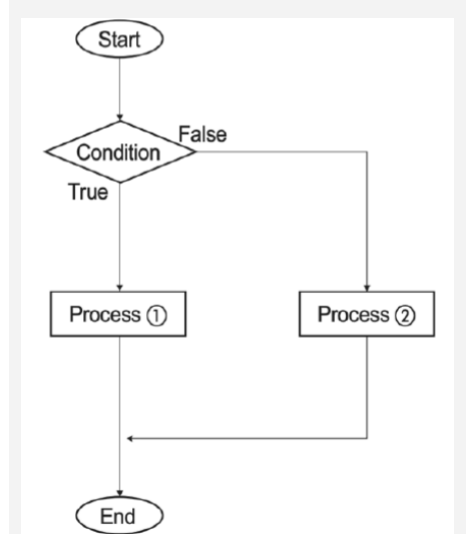 Start
Condition
False
True
Process ①
Process ②
End